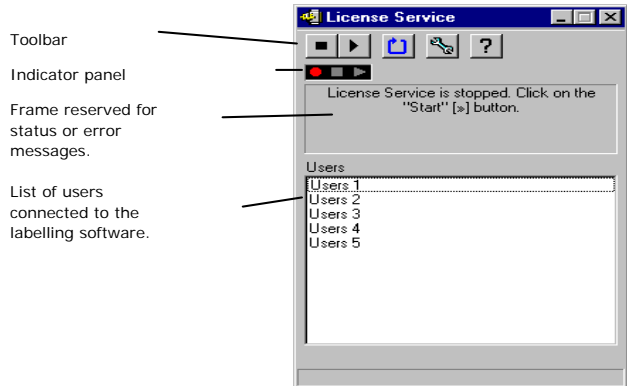 License Service
Toolbar
?
Indicator panel
Frame reserved for
status or error
messages.
License Service is stopped. Click on the
"Start" [»] button.
Users
List of users
connected to the
labelling software.
Users 1
Users 2
Users 3
Users 4
Users 5